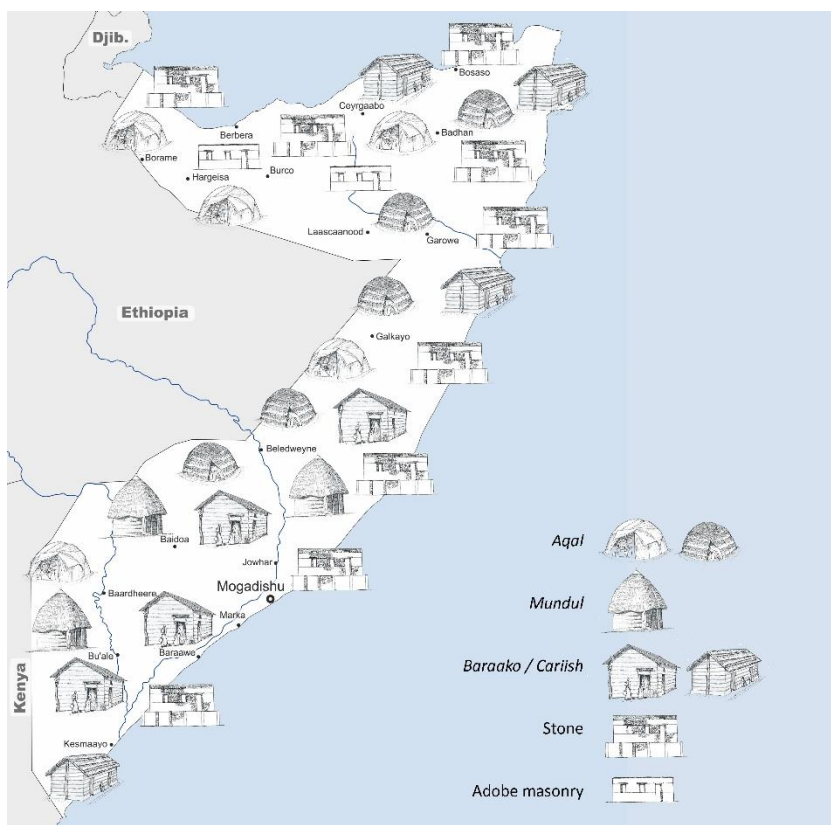 Djib.
Bosaso
Ceyrgaabo
Berbera
Badhan
Borame
Hargeisa
Burco
Laascaanood
Garowe
Ethiopia
Galkayo
Beledweyne
Baidoa
Jowhar
Mogadishu
Baardheere
Marka
Bu'ale
Baraawe
Kenya
Kesmaayo
Aqal
Mundul
Baraako / Cariish
Stone
Adobe masonry